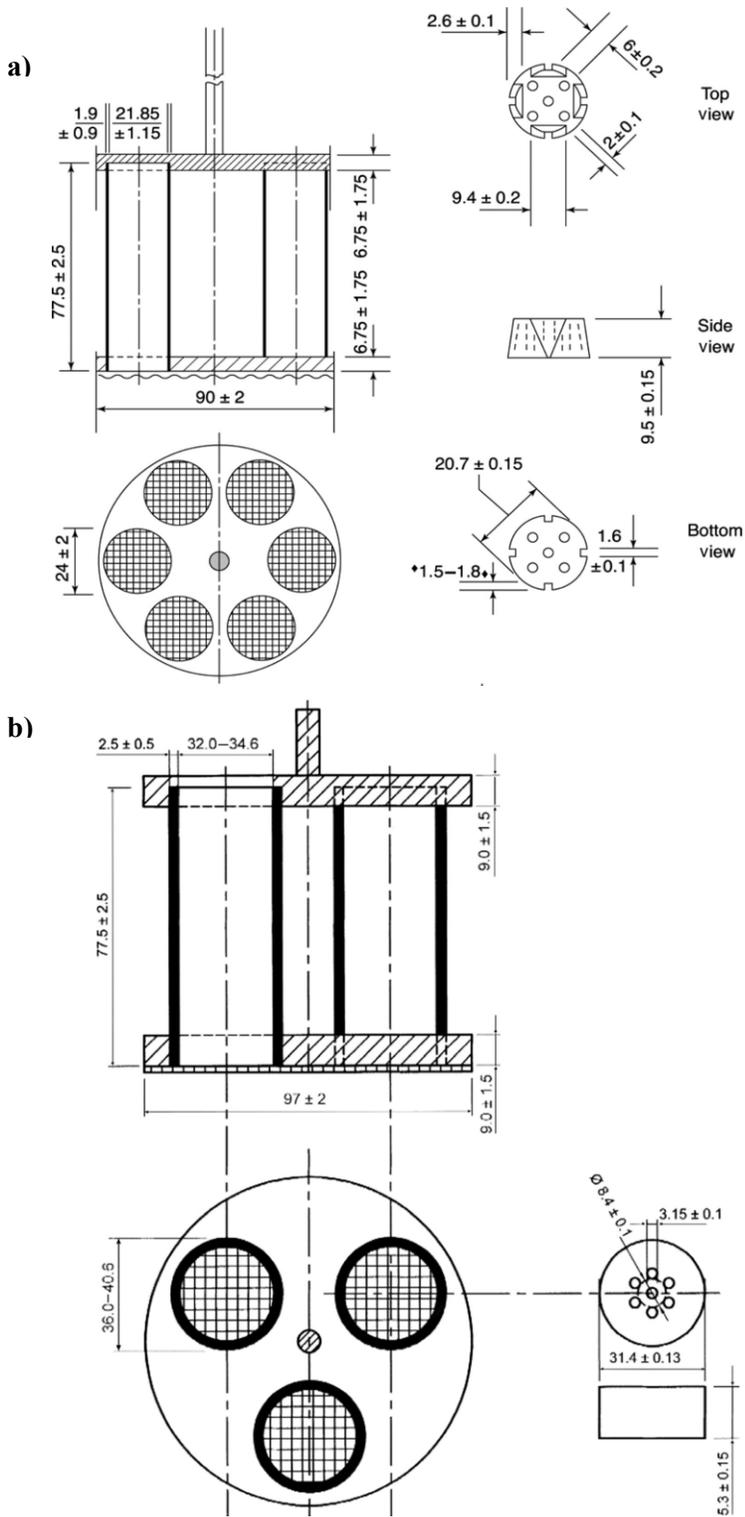 a)
1.9
± 0.9
21.85
±1.15
77.5 ± 2.5
6.75 ± 1.75
6.75 ± 1.75
90 ± 2
24 ± 2
2.6 ± 0.1
6±0.2
2±0.1
9.4 ± 0.2
Top
view
Side
view
9.5 ± 0.15
20.7 ± 0.15
1.6
±0.1
♦1.5–1.8♦
Bottom
view
b)
2.5 ± 0.5
32.0–34.6
77.5 ± 2.5
9.0 ± 1.5
9.0 ± 1.5
97 ± 2
36.0–40.6
Ø 8.4 ± 0.1
3.15 ± 0.1
31.4 ± 0.13
5.3 ± 0.15